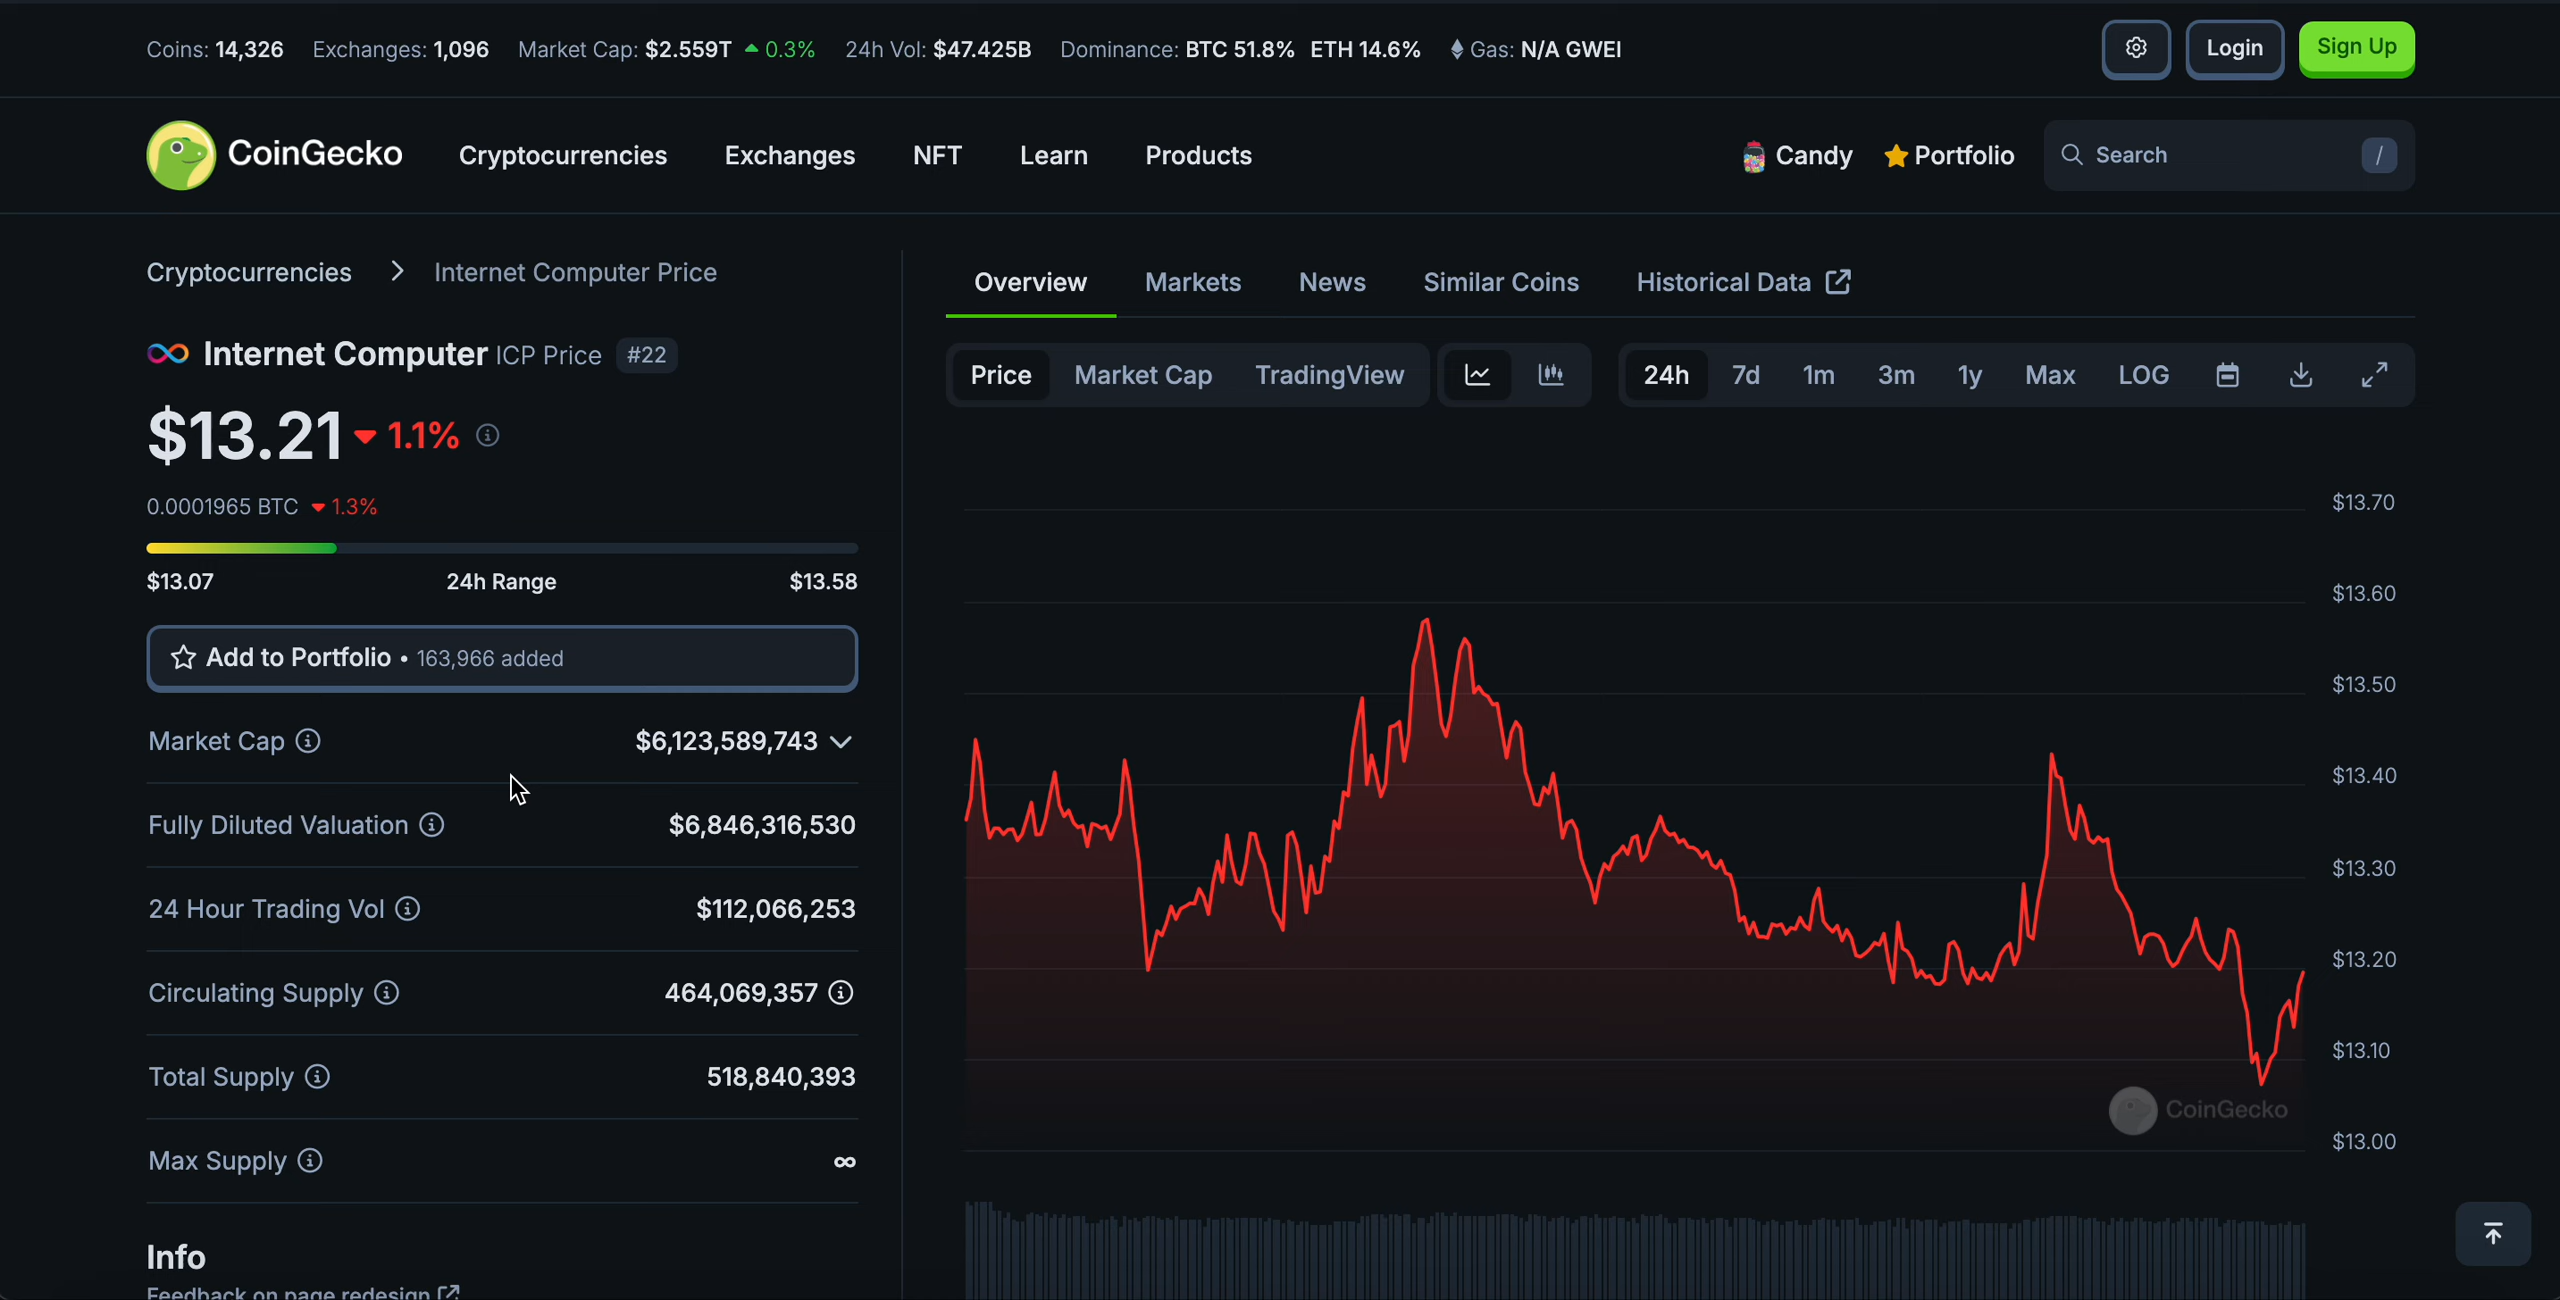 Coins: 14,326 Exchanges: 1,096 Market Cap: $2.559T 0.3% 24h Vol: $47.425B Dominance: BTC 51.8% ETH 14.6% Gas: N/A GWEI Login Sign Up
CoinGecko Cryptocurrencies Exchanges NFT Learn Products Candy Portfolio Search /
Cryptocurrencies > Internet Computer Price
Internet Computer ICP Price #22
$13.21 1.1%
0.0001965 BTC 1.3%
$13.07 24h Range $13.58
Add to Portfolio • 163,966 added
Market Cap $6,123,589,743
Fully Diluted Valuation $6,846,316,530
24 Hour Trading Vol $112,066,253
Circulating Supply 464,069,357
Total Supply 518,840,393
Max Supply ∞
Info
Feedback on page redesign
Overview Markets News Similar Coins Historical Data
Price Market Cap TradingView 24h 7d 1m 3m 1y Max LOG
$13.70
$13.60
$13.50
$13.40
$13.30
$13.20
$13.10
CoinGecko
$13.00